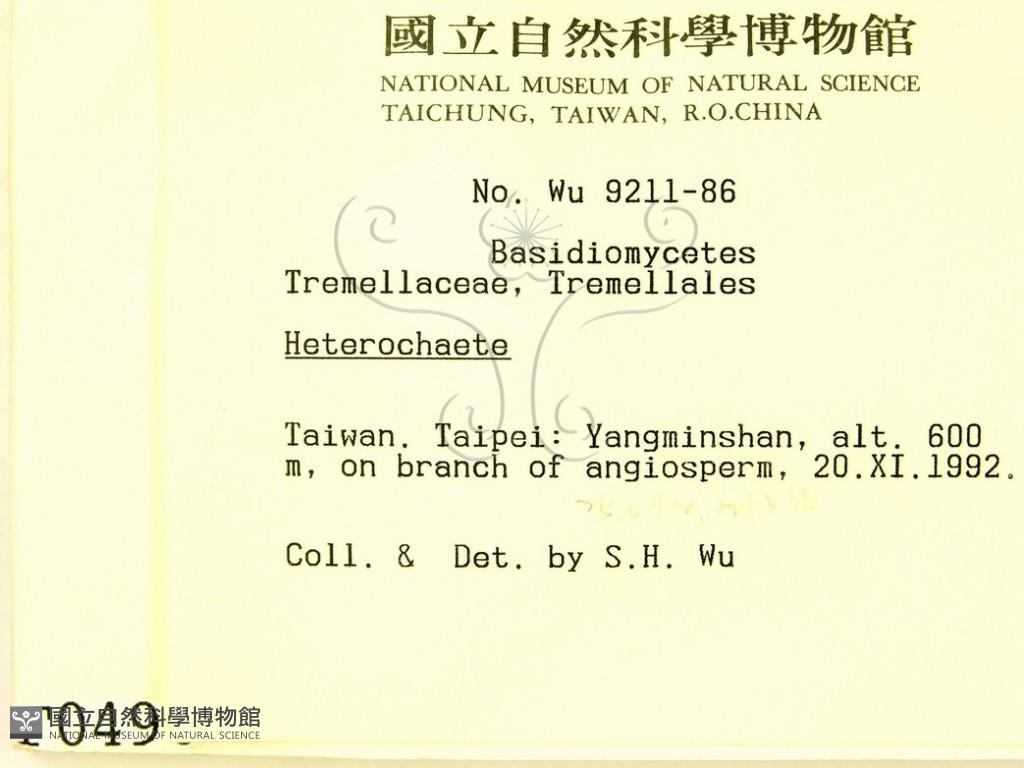 國立自然科學博物館
NATIONAL MUSEUM OF NATURAL SCIENCE
TAICHUNG, TAIWAN, R.O.CHINA
No. Wu 9211-86
Basidiomycetes
Tremellaceae, Tremellales
Heterochaete
Taiwan. Taipei: Yangminshan, alt. 600
m, on branch of angiosperm, 20.XI.1992.
Coll. & Det. by S.H. Wu
國立自然科學博物館
NATIONAL MUSEUM OF NATURAL SCIENCE